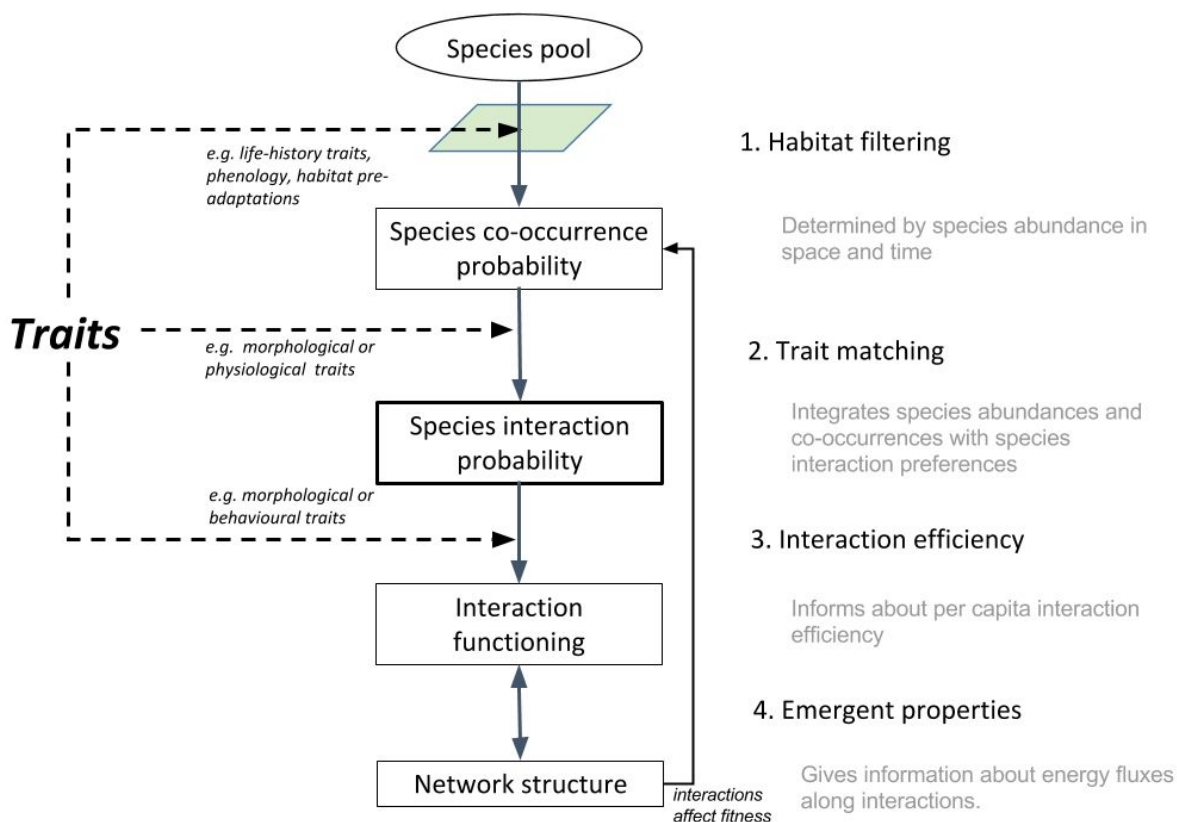 Species pool
1. Habitat filtering
e.g. life-history traits,
phenology, habitat pre-
adaptations
Species co-occurrence
probability
Determined by species abundance in
space and time
Traits
e.g.  morphological or
physiological  traits
2. Trait matching
Species interaction
probability
Integrates species abundances and
co-occurrences with species
interaction preferences
e.g. morphological or
behavioural traits
3. Interaction efficiency
Interaction
functioning
Informs about per capita interaction
efficiency
4. Emergent properties
Network structure
interactions
affect fitness
Gives information about energy fluxes
along interactions.